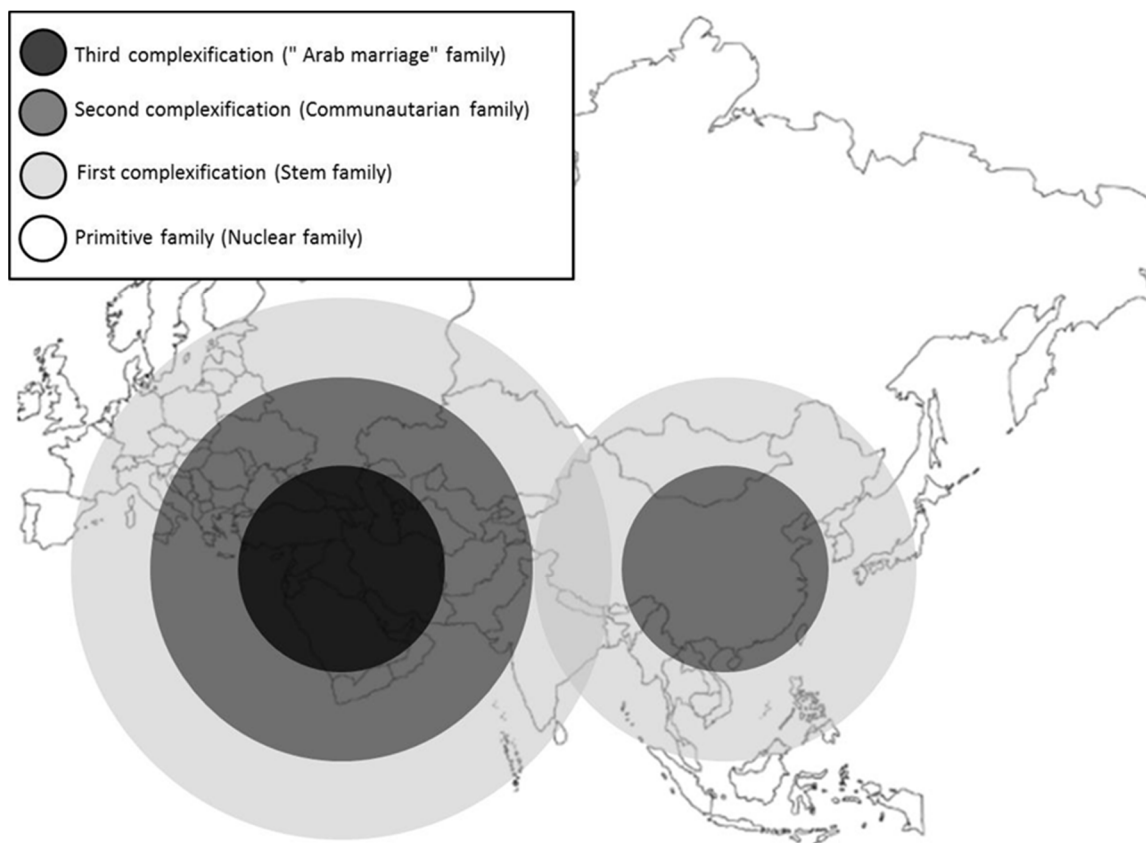 Third complexification (" Arab marriage" family)
Second complexification (Communautarian family)
First complexification (Stem family)
Primitive family (Nuclear family)